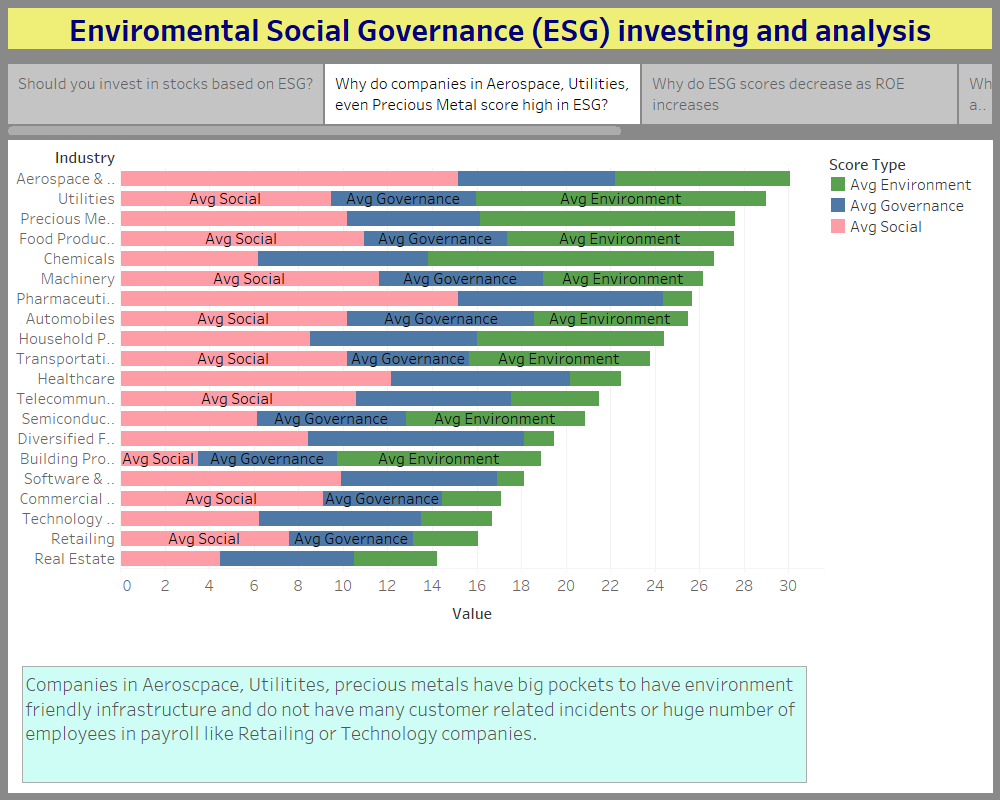 Enviromental Social Governance (ESG) investing and analysis
Should you invest in stocks based on ESG?
Why do companies in Aerospace, Utilities,
even Precious Metal score high in ESG?
Why do ESG scores decrease as ROE
increases
Wh
a..
Industry
Aerospace & ..
Utilities Avg Social Avg Governance Avg Environment
Precious Me..
Food Produc.. Avg Social Avg Governance Avg Environment
Chemicals
Machinery Avg Social Avg Governance Avg Environment
Pharmaceuti..
Automobiles Avg Social Avg Governance Avg Environment
Household P..
Transportati.. Avg Social Avg Governance Avg Environment
Healthcare
Telecommun.. Avg Social
Semiconduc.. Avg Governance Avg Environment
Diversified F..
Building Pro.. Avg Social Avg Governance Avg Environment
Software & ..
Commercial .. Avg Social Avg Governance
Technology ..
Retailing Avg Social Avg Governance
Real Estate
0 2 4 6 8 10 12 14 16 18 20 22 24 26 28 30
Value
Score Type
Avg Environment
Avg Governance
Avg Social
Companies in Aeroscpace, Utilitites, precious metals have big pockets to have environment
friendly infrastructure and do not have many customer related incidents or huge number of
employees in payroll like Retailing or Technology companies.